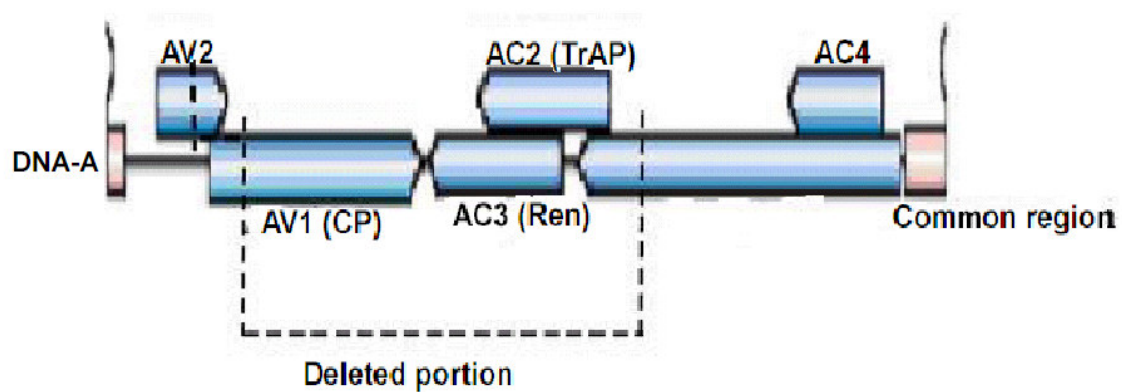 AV2
AC2 (TrAP)
AC4
DNA-A
AV1 (CP)
AC3 (Ren)
Common region
Deleted portion